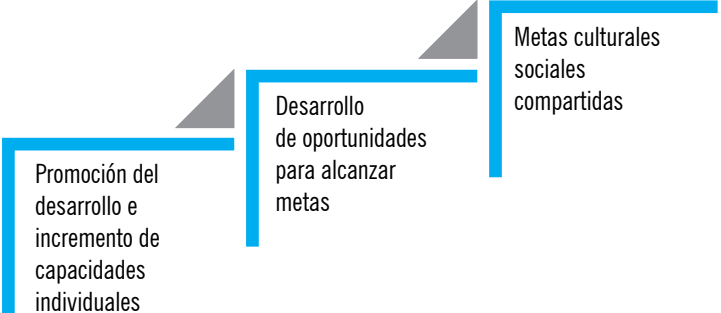 Promoción del
desarrollo e
incremento de
capacidades
individuales
Desarrollo
de oportunidades
para alcanzar
metas
Metas culturales
sociales
compartidas